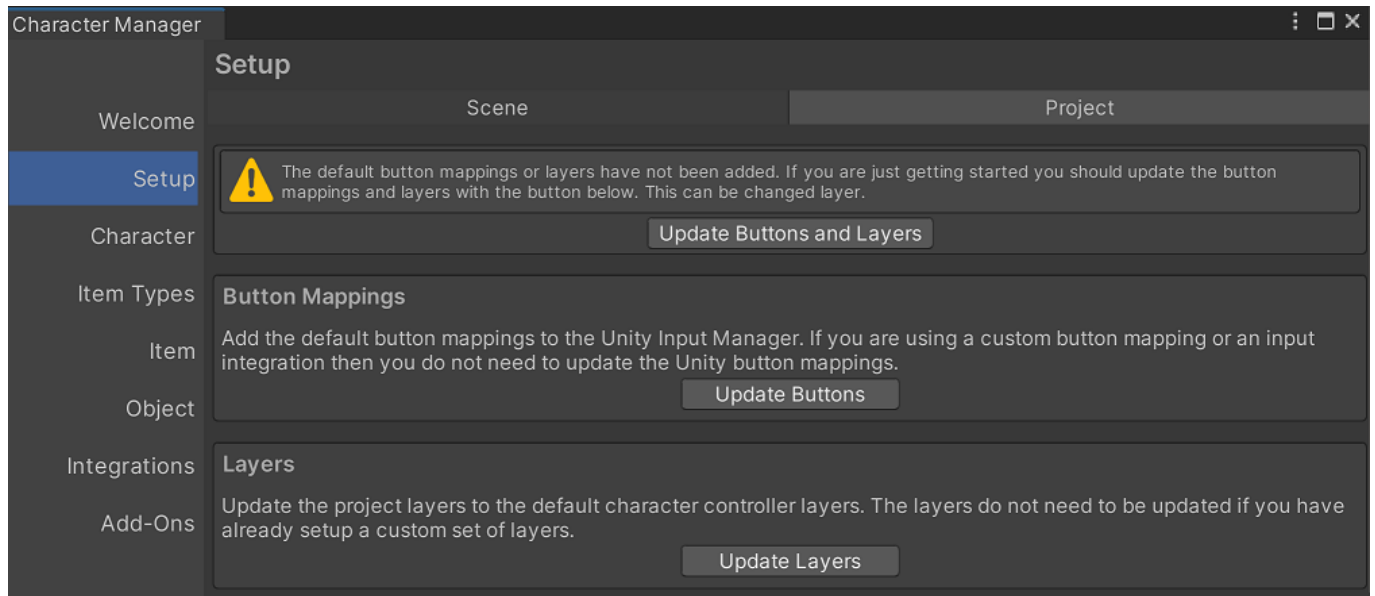 Character Manager
Setup
Welcome
Setup
Character
Item Types
Item
Object
Integrations
Add-Ons
Scene
Project
The default button mappings or layers have not been added. If you are just getting started you should update the button
mappings and layers with the button below. This can be changed layer.
Update Buttons and Layers
Button Mappings
Add the default button mappings to the Unity Input Manager. If you are using a custom button mapping or an input
integration then you do not need to update the Unity button mappings.
Update Buttons
Layers
Update the project layers to the default character controller layers. The layers do not need to be updated if you have
already setup a custom set of layers.
Update Layers